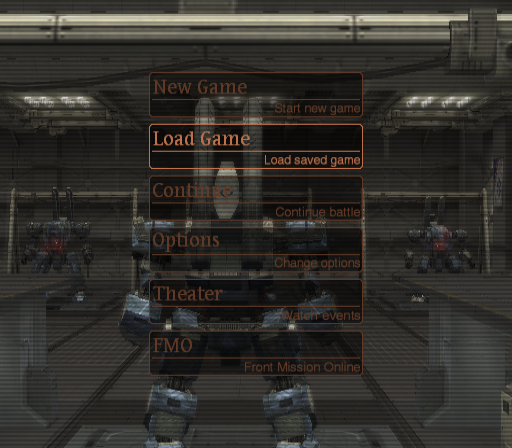 New Game
Start new game
Load Game
Load saved game
Continue
Continue battle
Options
Change options
Theater
Watch events
FMO
Front Mission Online